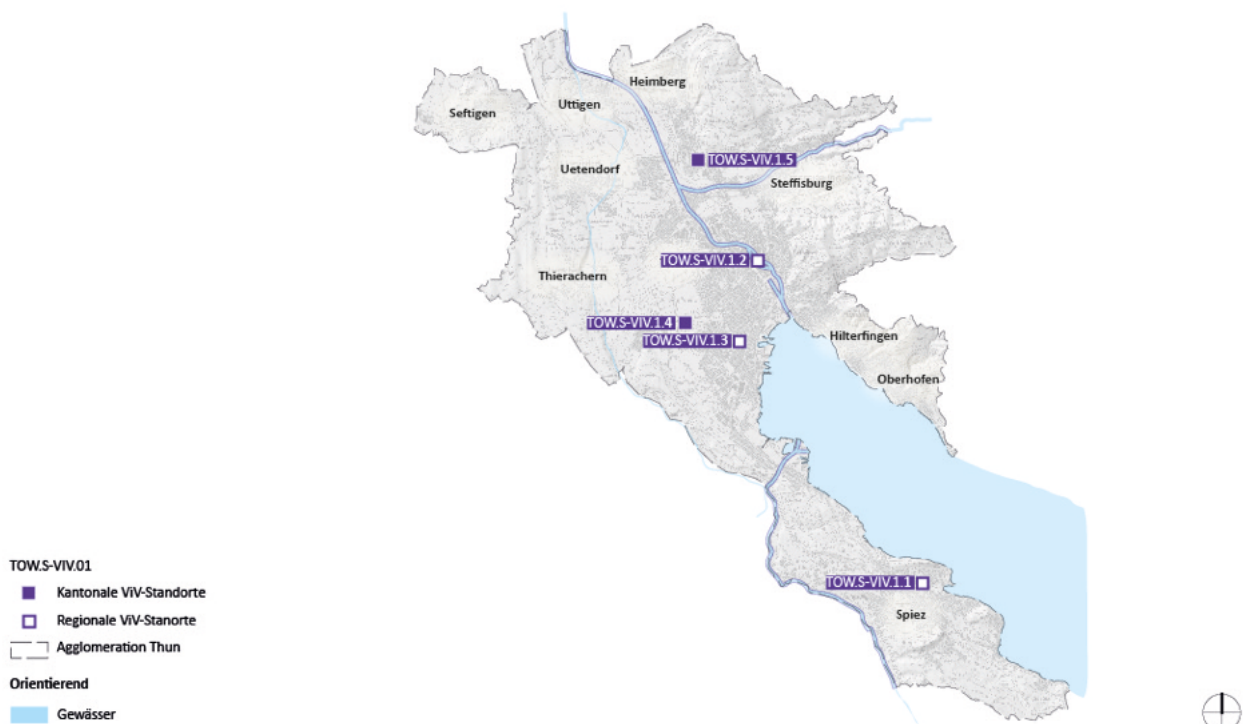 Heimberg
Seftigen
Uttigen
TOW.S-VIV.1.5
Uetendorf
Steffisburg
TOW.S-VIV.1.2
Thierachern
TOW.S-VIV.1.4
TOW.S-VIV.1.3
Hilterfingen
Oberhofen
TOW.S-VIV.1.1
Spiez
TOW.S-VIV.01
Kantonale ViV-Standorte
Regionale ViV-Stanorte
Agglomeration Thun
Orientierend
Gewässer